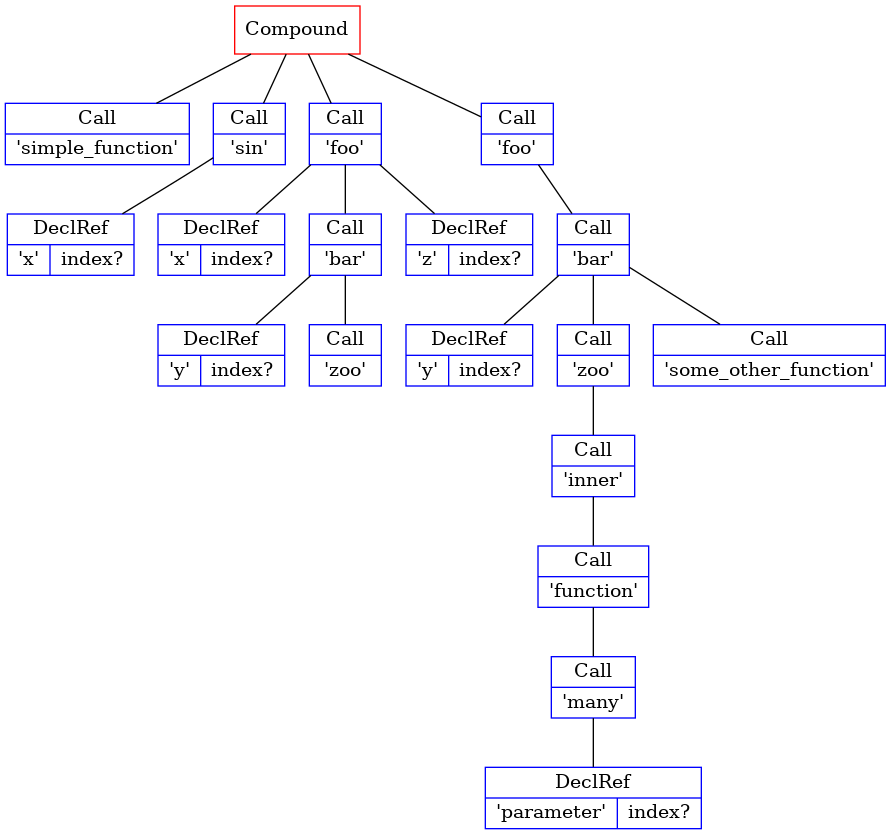 Compound
Call Call Call Call
'simple_function' 'sin' 'foo' 'foo'
DeclRef DeclRef Call DeclRef Call
'x' index? 'x' index? 'bar' 'z' index? 'bar'
DeclRef Call DeclRef Call Call
'y' index? 'zoo' 'y' index? 'zoo' 'some_other_function'
Call
'inner'
Call
'function'
Call
'many'
DeclRef
'parameter' index?